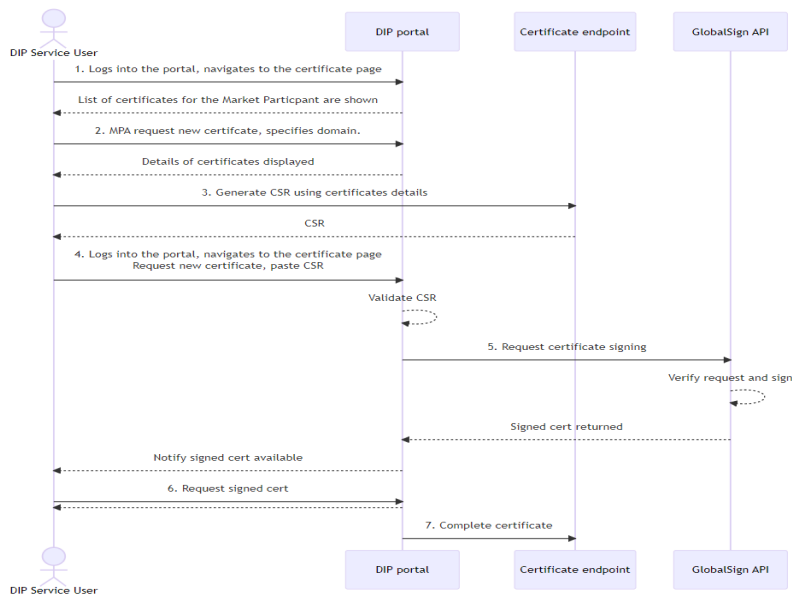 DIP portal
Certificate endpoint
GlobalSign API
DIP Service User
1. Logs into the portal, navigates to the certificate page
List of certificates for the Market Particpant are shown
2. MPA request new certifcate, specifies domain.
Details of certificates displayed
3. Generate CSR using certificates details
CSR
4. Logs into the portal, navigates to the certificate page
Request new certificate, paste CSR
Validate CSR
5. Request certificate signing
Verify request and sign
Signed cert returned
Notify signed cert available
6. Request signed cert
7. Complete certificate
DIP portal
Certificate endpoint
GlobalSign API
DIP Service User